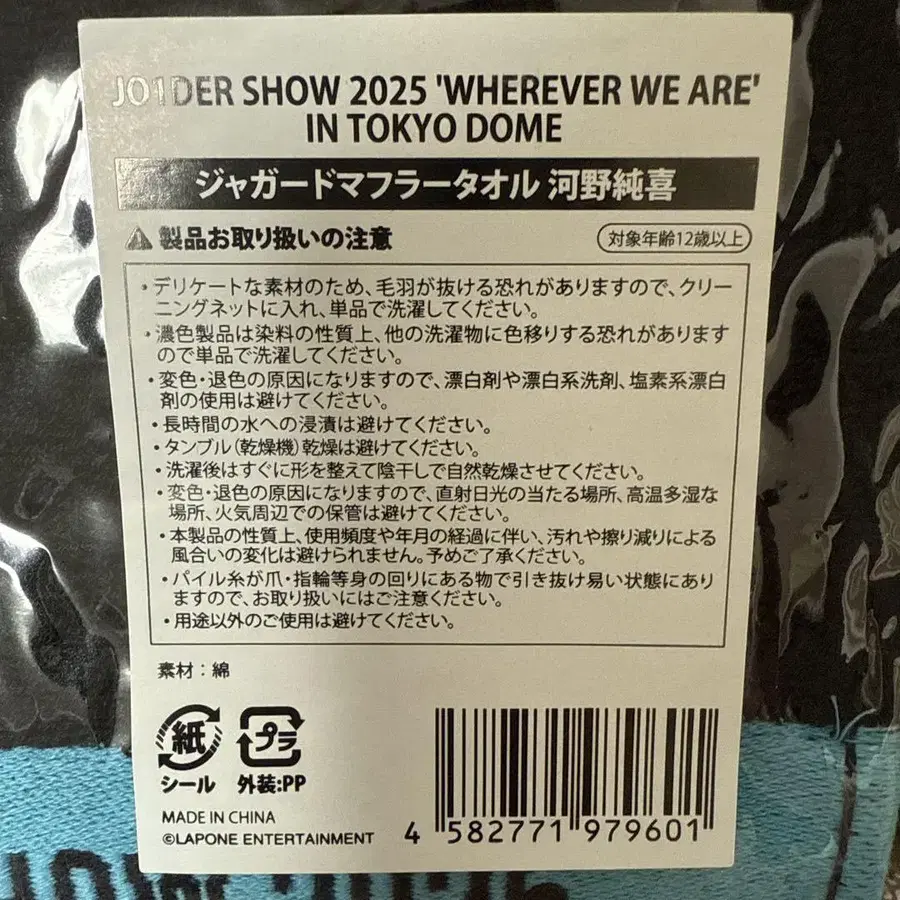 JO1DER SHOW 2025 'WHEREVER WE ARE'
IN TOKYO DOME
ジャガードマフラータオル 河野純喜
製品お取り扱いの注意
対象年齢12歳以上
・デリケートな素材のため、毛羽が抜ける恐れがありますので、クリー
ニングネットに入れ、単品で洗濯してください。
・濃色製品は染料の性質上、他の洗濯物に色移りする恐れがあります
ので単品で洗濯してください。
・変色・退色の原因になりますので、漂白剤や漂白系洗剤、塩素系漂白
剤の使用は避けてください。
・長時間の水への浸漬は避けてください。
・タンブル(乾燥機)乾燥は避けてください。
・洗濯後はすぐに形を整えて陰干しで自然乾燥させてください。
・変色・退色の原因になりますので、直射日光の当たる場所、高温多湿な
場所、火気周辺での保管は避けてください。
・本製品の性質上、使用頻度や年月の経過に伴い、汚れや擦り減りによる
風合いの変化は避けられません。予めご了承ください。
・パイル糸が爪・指輪等身の回りにある物で引き抜け易い状態にあり
ますので、お取り扱いにはご注意ください。
・用途以外のご使用は避けてください。
素材：綿
紙 プラ
シール 外装:PP
MADE IN CHINA
©LAPONE ENTERTAINMENT
4 582771 979601